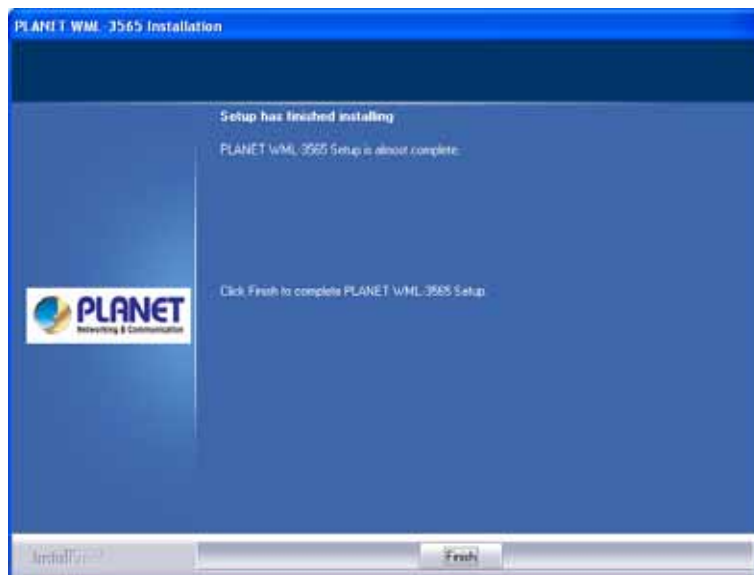 PLANET WML-3565 Installation
Setup has finished installing
PLANET WML-3565 Setup is almost complete.
Click Finish to complete PLANET WML-3565 Setup.
PLANET
Networking & Communication
Finish